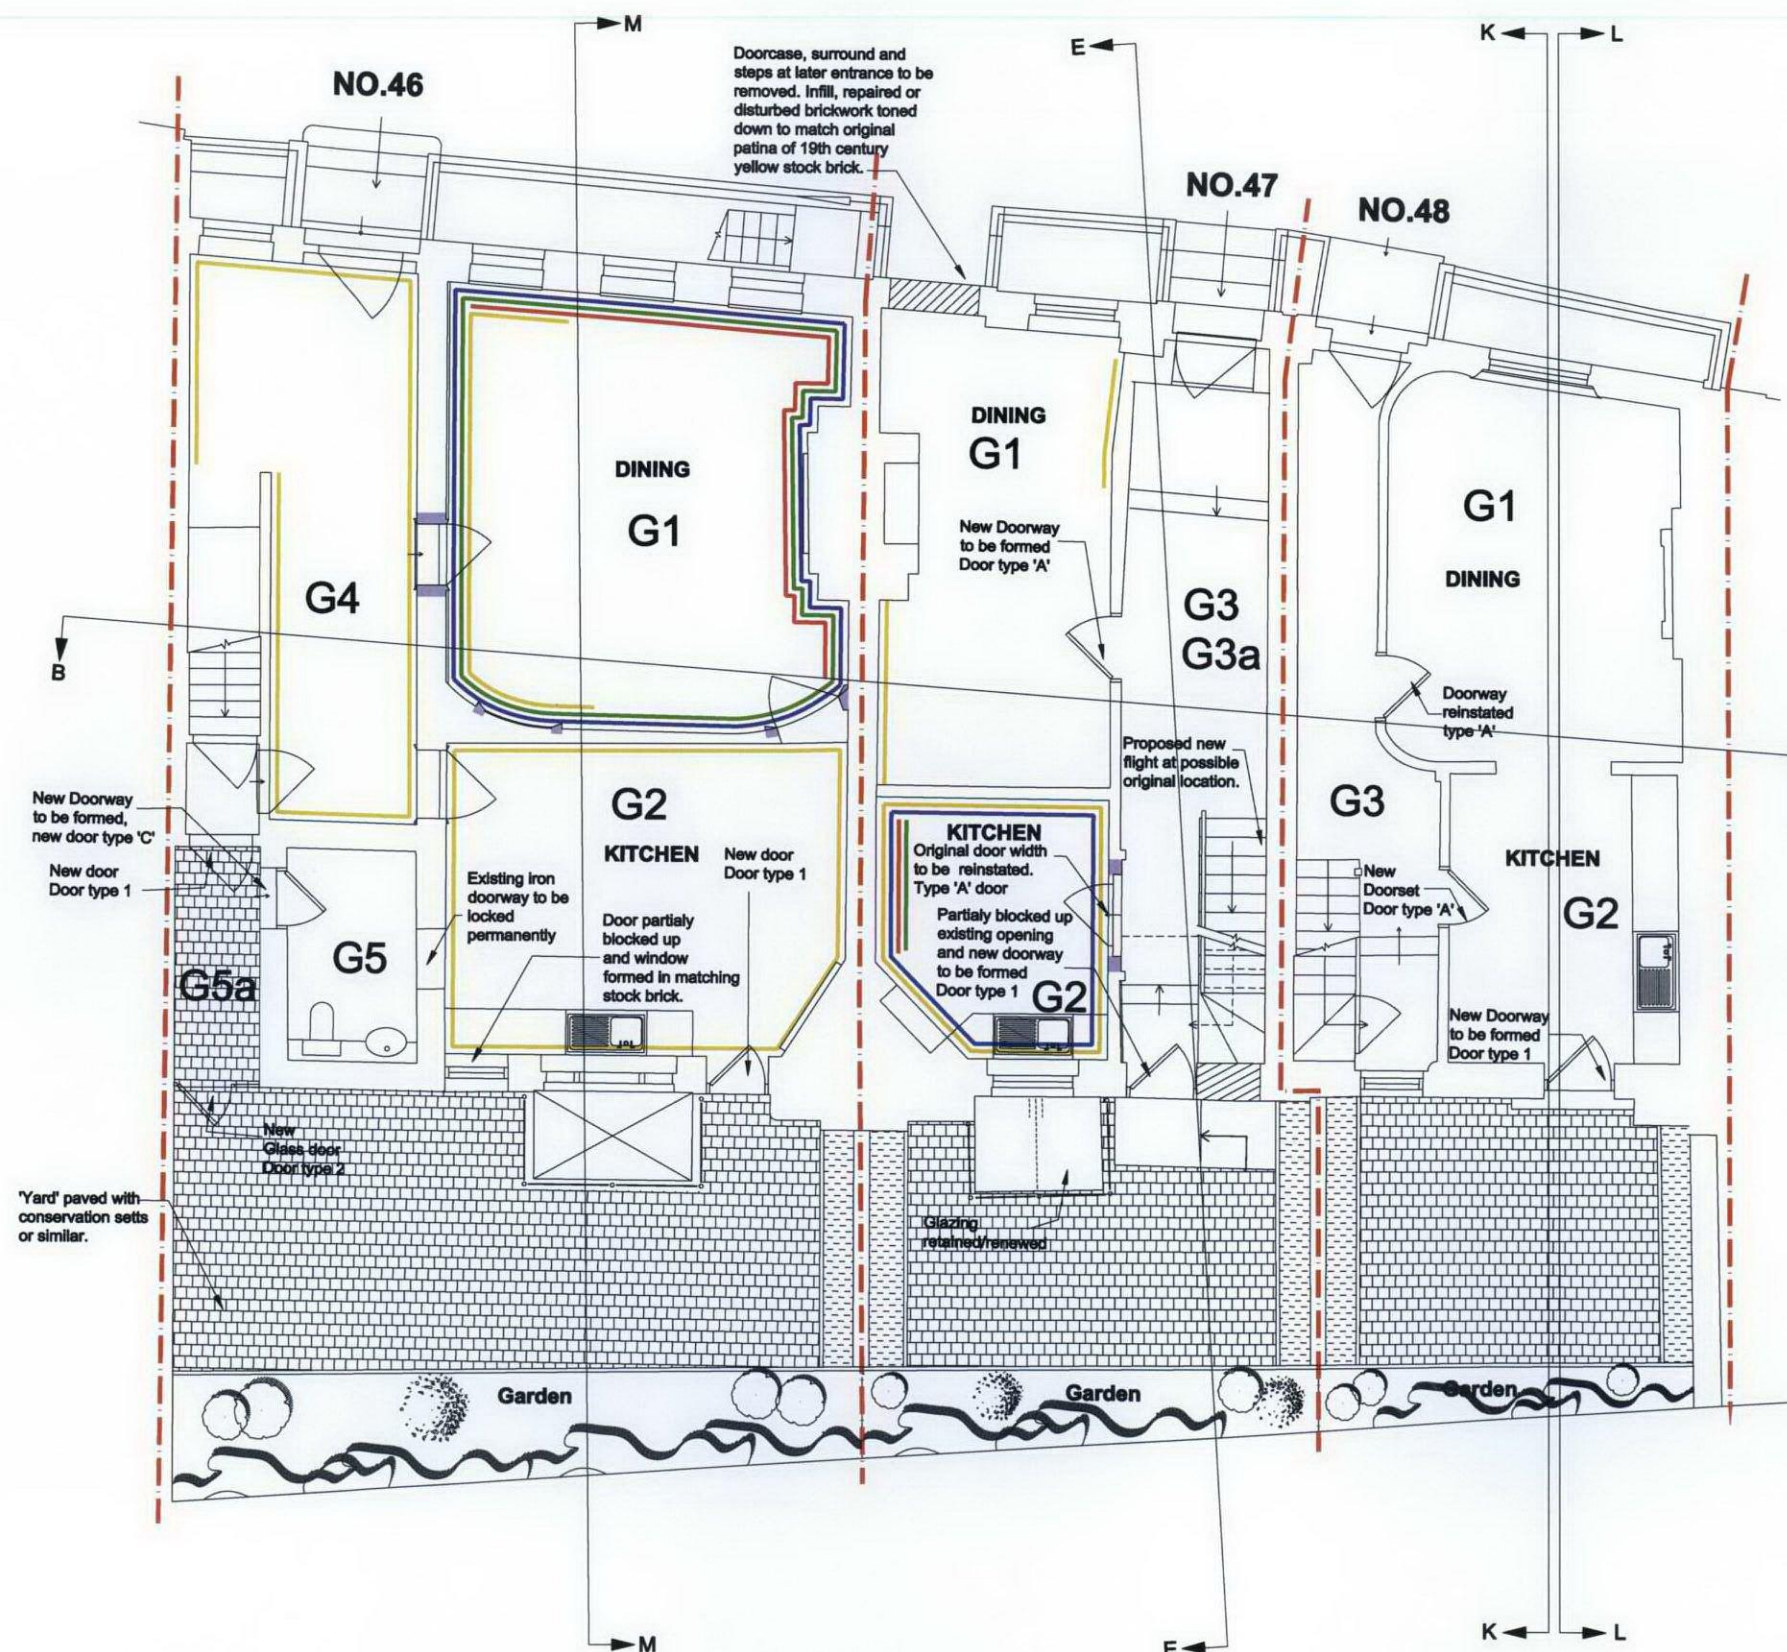 M
E
K
L
NO.46
Doorcase, surround and
steps at later entrance to be
removed. Infill, repaired or
disturbed brickwork toned
down to match original
patina of 19th century
yellow stock brick.
NO.47
NO.48
DINING
G1
DINING
G1
New Doorway
to be formed
Door type 'A'
G1
DINING
G4
G3
G3a
B
Doorway
reinstated
type 'A'
Proposed new
flight at possible
original location.
New Doorway
to be formed,
new door type 'C'
New door
Door type 1
G2
KITCHEN
New door
Door type 1
Existing iron
doorway to be
locked
permanently
Door partialy
blocked up
and window
formed in matching
stock brick.
G5
G5a
KITCHEN
Original door width
to be reinstated.
Type 'A' door
Partialy blocked up
existing opening
and new doorway
to be formed
Door type 1
G2
G3
New
Doorset
Door type 'A'
KITCHEN
G2
New Doorway
to be formed
Door type 1
New
Glass door
Door type 2
'Yard' paved with
conservation setts
or similar.
Glazing
retained/renewed
Garden
Garden
Garden
M
E
K
L